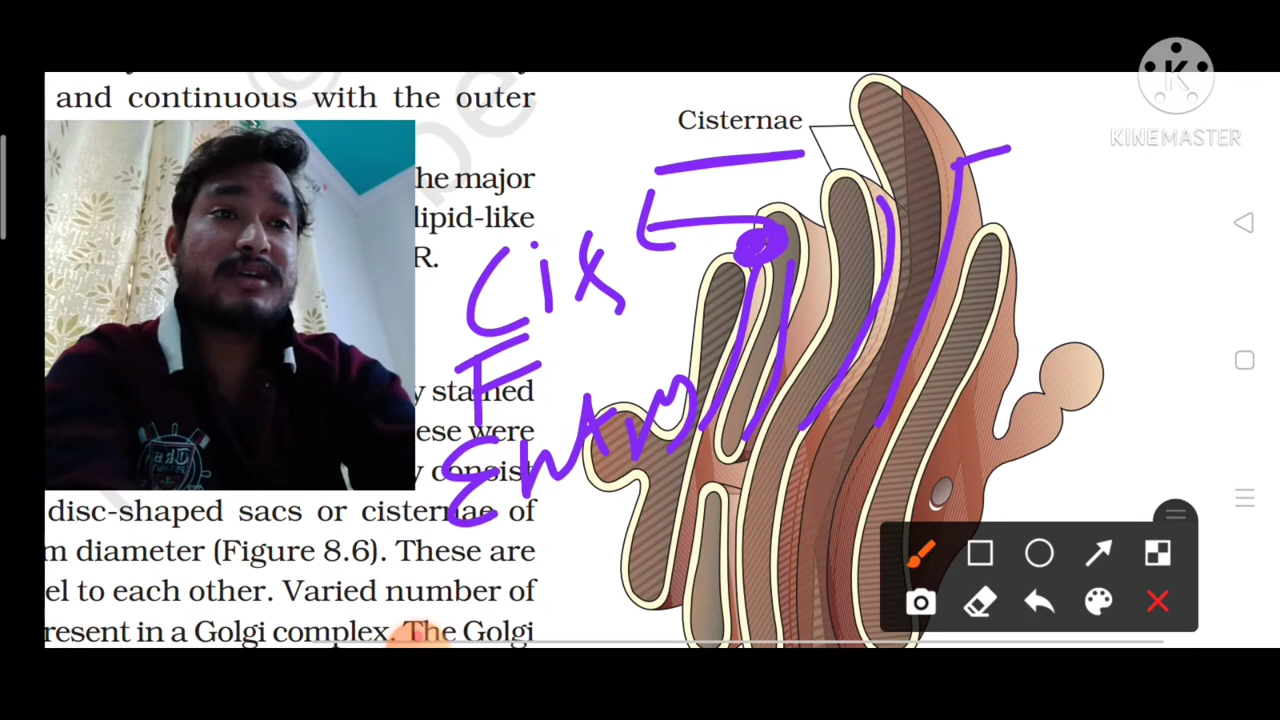 and continuous with the outer
he major
lipid-like
R.
y stained
ese were
y consist
disc-shaped sacs or cisternae of
m diameter (Figure 8.6). These are
el to each other. Varied number of
resent in a Golgi complex. The Golgi
Cisternae
Cis
F
Entry
K
KINEMASTER